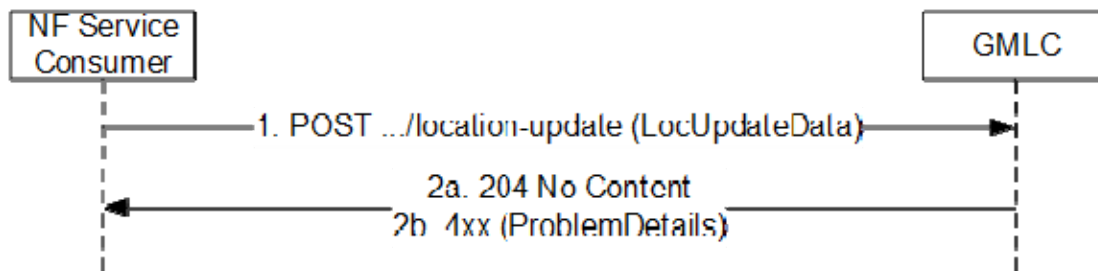 NF Service
Consumer
GMLC
1. POST .../location-update (LocUpdateData)
2a. 204 No Content
2b. 4xx (ProblemDetails)